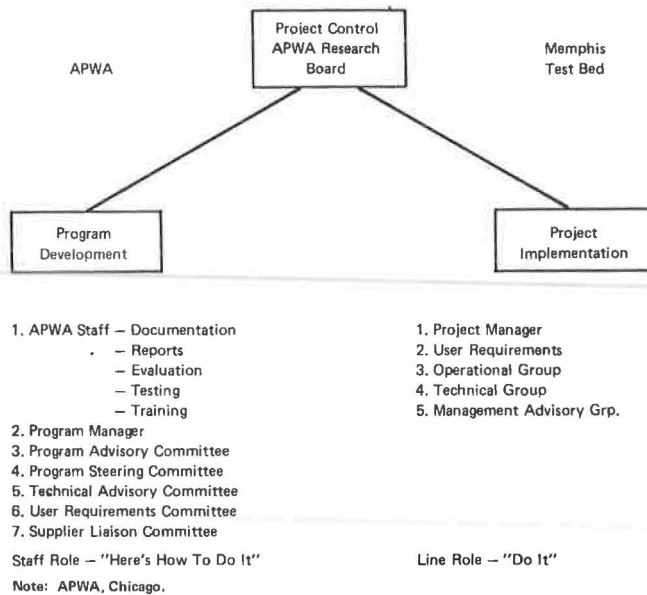 Project Control
APWA Research
Board
APWA
Memphis
Test Bed
Program
Development
Project
Implementation
1. APWA Staff — Documentation
— Reports
— Evaluation
— Testing
— Training
2. Program Manager
3. Program Advisory Committee
4. Program Steering Committee
5. Technical Advisory Committee
6. User Requirements Committee
7. Supplier Liaison Committee
Staff Role — "Here's How To Do It"
Note: APWA, Chicago.
1. Project Manager
2. User Requirements
3. Operational Group
4. Technical Group
5. Management Advisory Grp.
Line Role — "Do It"